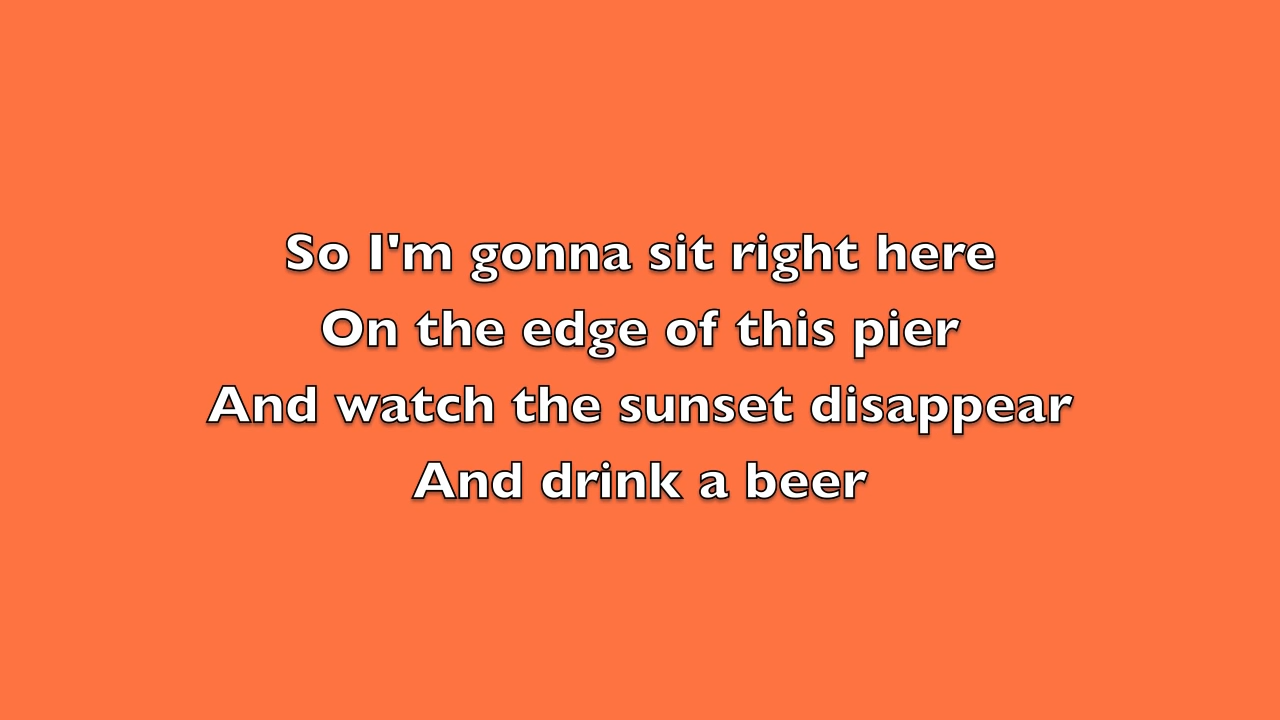 So I'm gonna sit right here
On the edge of this pier
And watch the sunset disappear
And drink a beer